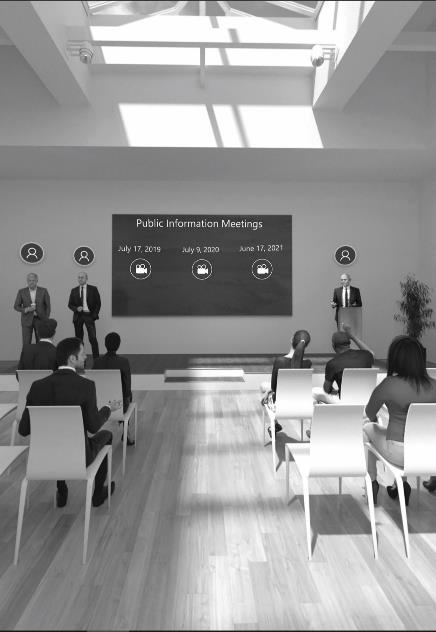 Public Information Meetings
July 17, 2019
July 9, 2020
June 17, 2021